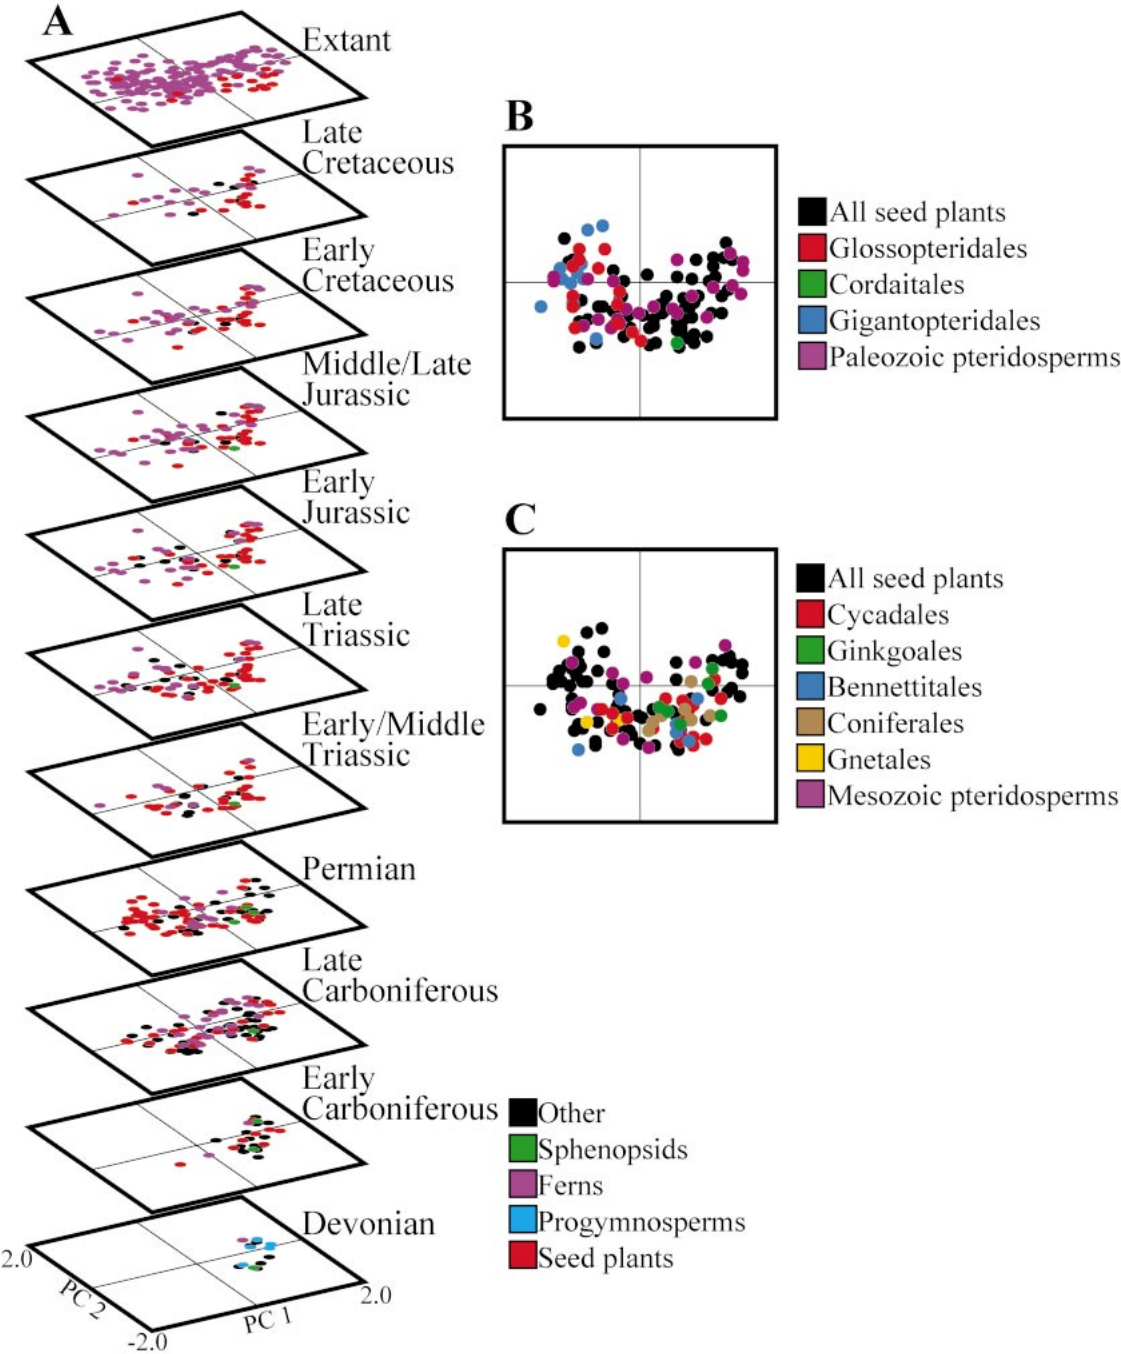 A
Extant
Late
Cretaceous
Early
Cretaceous
Middle/Late
Jurassic
Early
Jurassic
Late
Triassic
Early/Middle
Triassic
Permian
Late
Carboniferous
Early
Carboniferous
Devonian
2.0
PC 2
-2.0
PC 1
2.0
Other
Sphenopsids
Ferns
Progymnosperms
Seed plants
B
All seed plants
Glossopteridales
Cordaitales
Gigantopteridales
Paleozoic pteridosperms
C
All seed plants
Cycadales
Ginkgoales
Bennettitales
Coniferales
Gnetales
Mesozoic pteridosperms